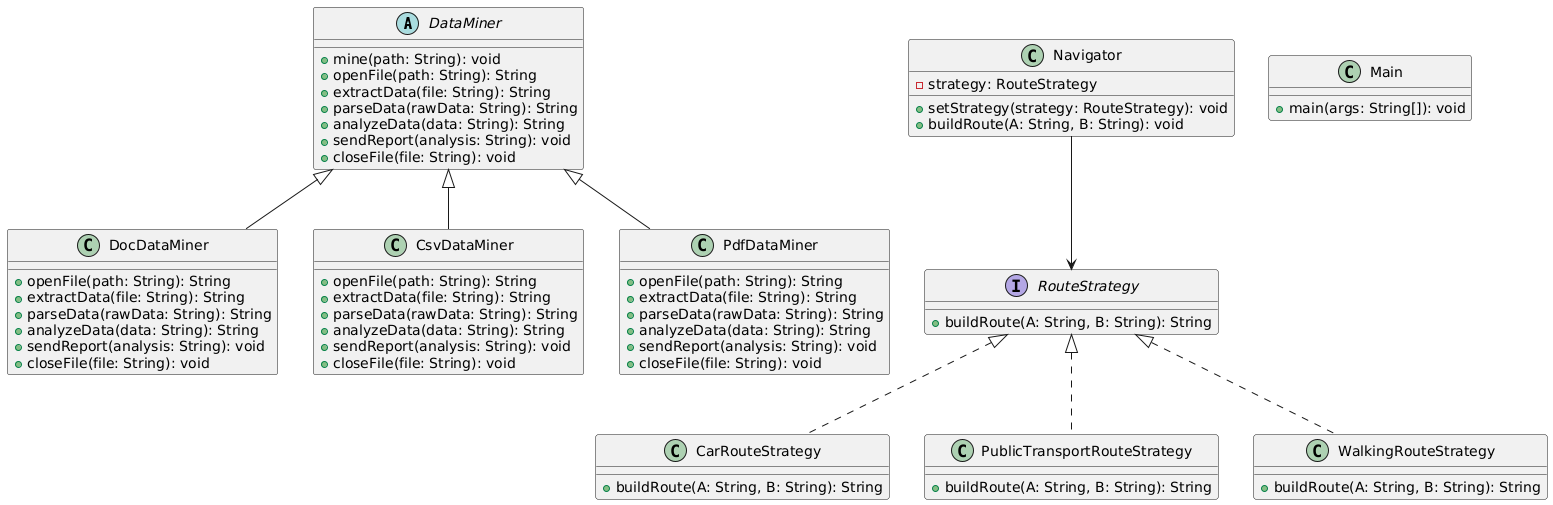 A DataMiner
mine(path: String): void
openFile(path: String): String
extractData(file: String): String
parseData(rawData: String): String
analyzeData(data: String): String
sendReport(analysis: String): void
closeFile(file: String): void
C Navigator
strategy: RouteStrategy
setStrategy(strategy: RouteStrategy): void
buildRoute(A: String, B: String): void
C Main
main(args: String[]): void
C DocDataMiner
openFile(path: String): String
extractData(file: String): String
parseData(rawData: String): String
analyzeData(data: String): String
sendReport(analysis: String): void
closeFile(file: String): void
C CsvDataMiner
openFile(path: String): String
extractData(file: String): String
parseData(rawData: String): String
analyzeData(data: String): String
sendReport(analysis: String): void
closeFile(file: String): void
C PdfDataMiner
openFile(path: String): String
extractData(file: String): String
parseData(rawData: String): String
analyzeData(data: String): String
sendReport(analysis: String): void
closeFile(file: String): void
I RouteStrategy
buildRoute(A: String, B: String): String
C CarRouteStrategy
buildRoute(A: String, B: String): String
C PublicTransportRouteStrategy
buildRoute(A: String, B: String): String
C WalkingRouteStrategy
buildRoute(A: String, B: String): String